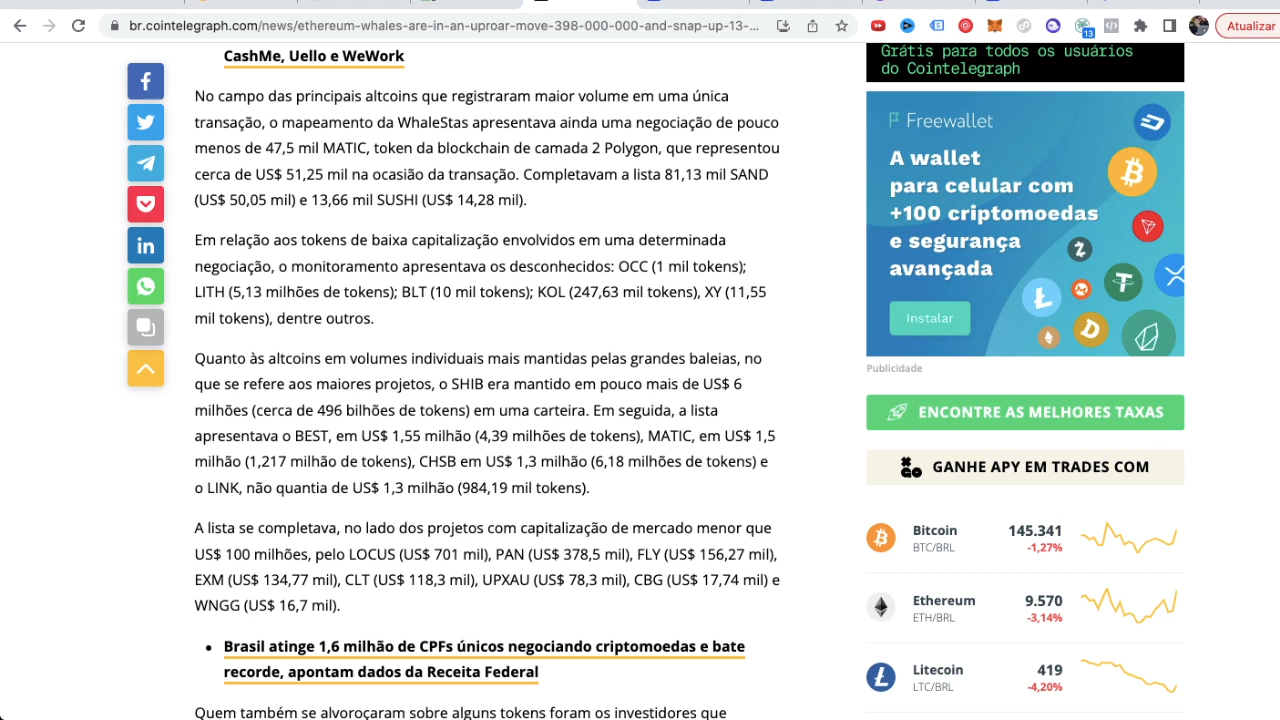 br.cointelegraph.com/news/ethereum-whales-are-in-an-uproar-move-398-000-000-and-snap-up-13-...
13
Atualizar
CashMe, Uello e WeWork
No campo das principais altcoins que registraram maior volume em uma única
transação, o mapeamento da WhaleStas apresentava ainda uma negociação de pouco
menos de 47,5 mil MATIC, token da blockchain de camada 2 Polygon, que representou
cerca de US$ 51,25 mil na ocasião da transação. Completavam a lista 81,13 mil SAND
(US$ 50,05 mil) e 13,66 mil SUSHI (US$ 14,28 mil).
Em relação aos tokens de baixa capitalização envolvidos em uma determinada
negociação, o monitoramento apresentava os desconhecidos: OCC (1 mil tokens);
LITH (5,13 milhões de tokens); BLT (10 mil tokens); KOL (247,63 mil tokens), XY (11,55
mil tokens), dentre outros.
Quanto às altcoins em volumes individuais mais mantidas pelas grandes baleias, no
que se refere aos maiores projetos, o SHIB era mantido em pouco mais de US$ 6
milhões (cerca de 496 bilhões de tokens) em uma carteira. Em seguida, a lista
apresentava o BEST, em US$ 1,55 milhão (4,39 milhões de tokens), MATIC, em US$ 1,5
milhão (1,217 milhão de tokens), CHSB em US$ 1,3 milhão (6,18 milhões de tokens) e
o LINK, não quantia de US$ 1,3 milhão (984,19 mil tokens).
A lista se completava, no lado dos projetos com capitalização de mercado menor que
US$ 100 milhões, pelo LOCUS (US$ 701 mil), PAN (US$ 378,5 mil), FLY (US$ 156,27 mil),
EXM (US$ 134,77 mil), CLT (US$ 118,3 mil), UPXAU (US$ 78,3 mil), CBG (US$ 17,74 mil) e
WNGG (US$ 16,7 mil).
• Brasil atinge 1,6 milhão de CPFs únicos negociando criptomoedas e bate
recorde, apontam dados da Receita Federal
Quem também se alvoroçaram sobre alguns tokens foram os investidores que
Grátis para todos os usuários
do Cointelegraph
Freewallet
A wallet
para celular com
+100 criptomoedas
e segurança
avançada
Instalar
Publicidade
ENCONTRE AS MELHORES TAXAS
GANHE APY EM TRADES COM
Bitcoin 145.341
BTC/BRL -1,27%
Ethereum 9.570
ETH/BRL -3,14%
Litecoin 419
LTC/BRL -4,20%